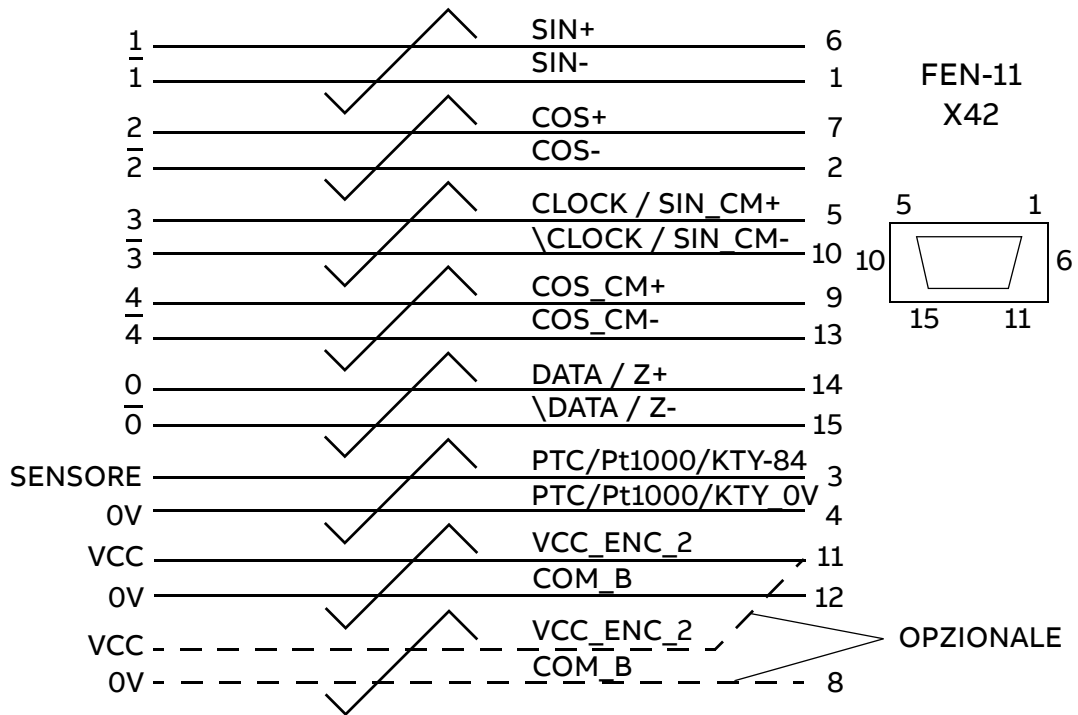 1 SIN+ 6
1̅ SIN- 1
FEN-11
X42
2 COS+ 7
2̅ COS- 2
3 CLOCK / SIN_CM+ 5
3̅ \CLOCK / SIN_CM- 10
5 1
10 6
15 11
4 COS_CM+ 9
4̅ COS_CM- 13
0 DATA / Z+ 14
0̅ \DATA / Z- 15
SENSORE PTC/Pt1000/KTY-84 3
0V PTC/Pt1000/KTY_0V 4
VCC VCC_ENC_2 11
0V COM_B 12
VCC VCC_ENC_2
OPZIONALE
0V COM_B 8